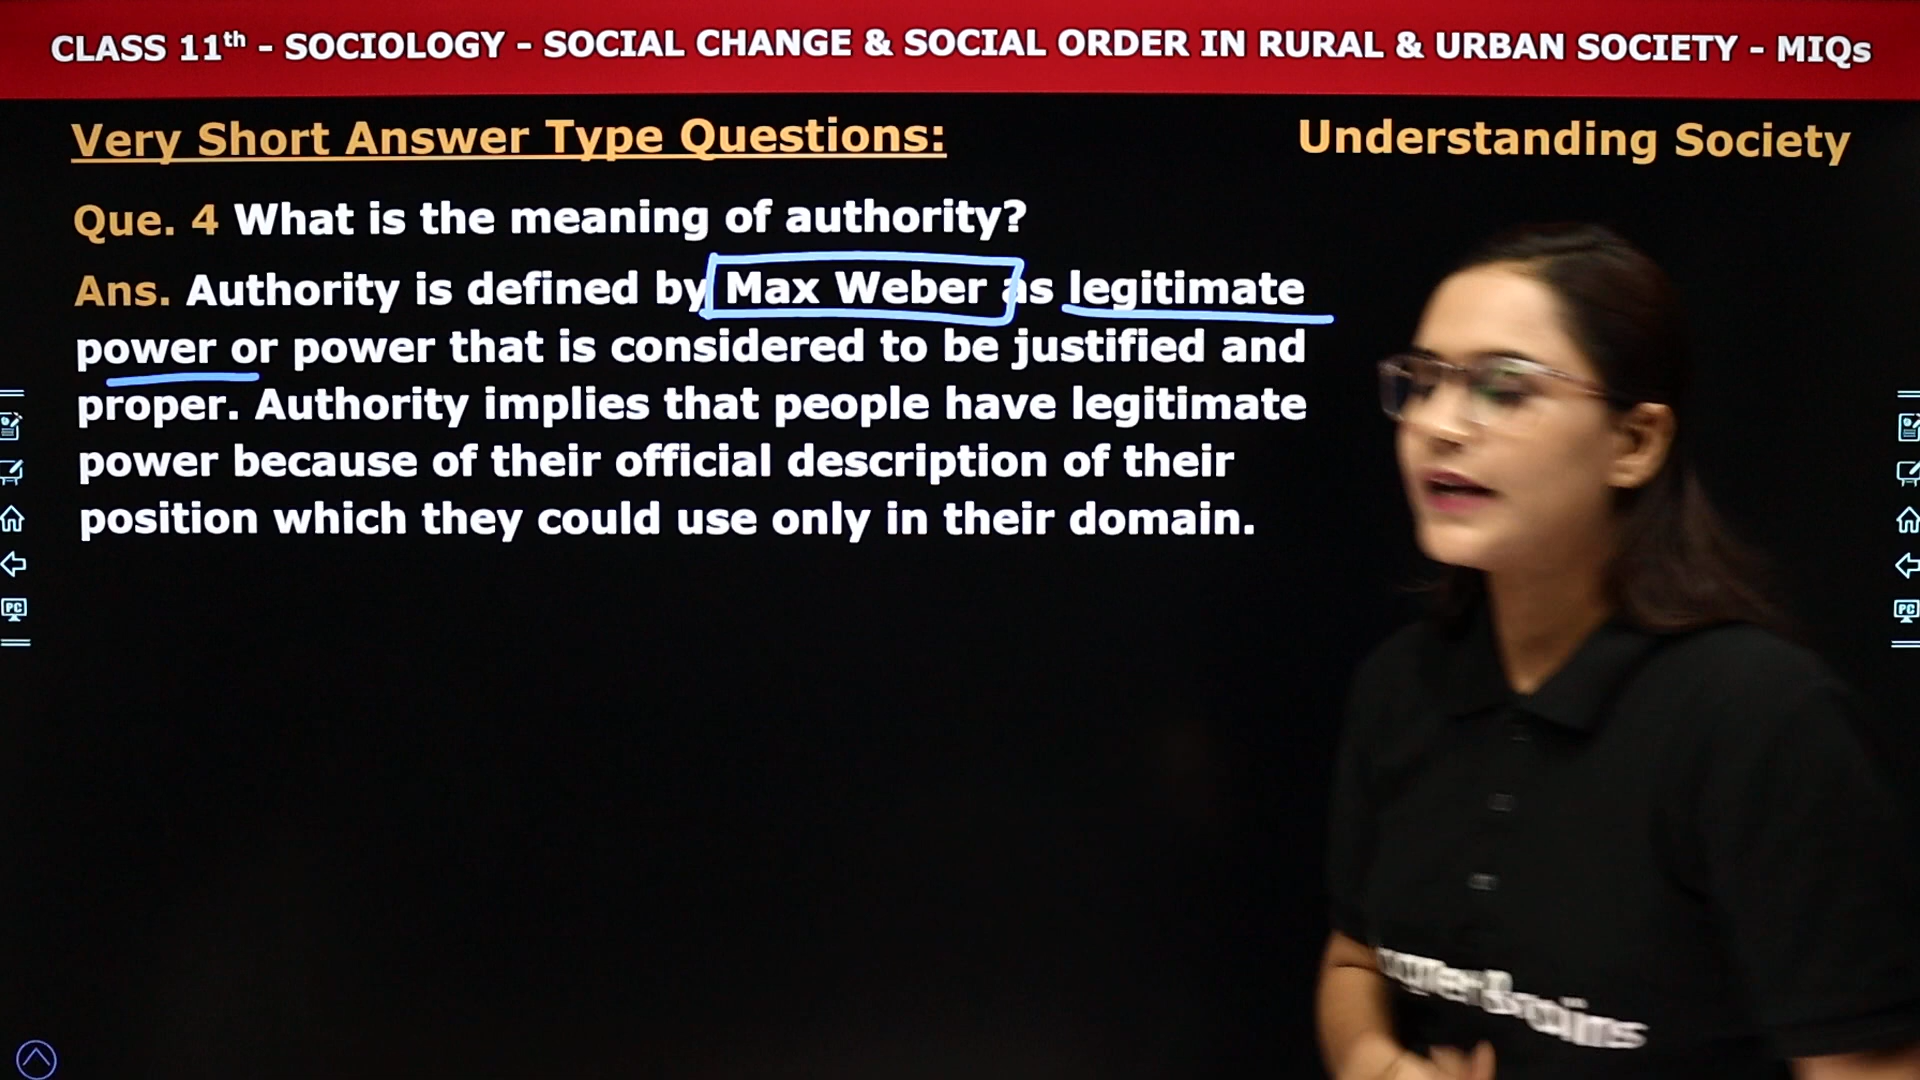 CLASS 11th - SOCIOLOGY - SOCIAL CHANGE & SOCIAL ORDER IN RURAL & URBAN SOCIETY - MIQs
Very Short Answer Type Questions:
Understanding Society
Que. 4 What is the meaning of authority?
Ans. Authority is defined by Max Weber as legitimate
power or power that is considered to be justified and
proper. Authority implies that people have legitimate
power because of their official description of their
position which they could use only in their domain.
PC
PC